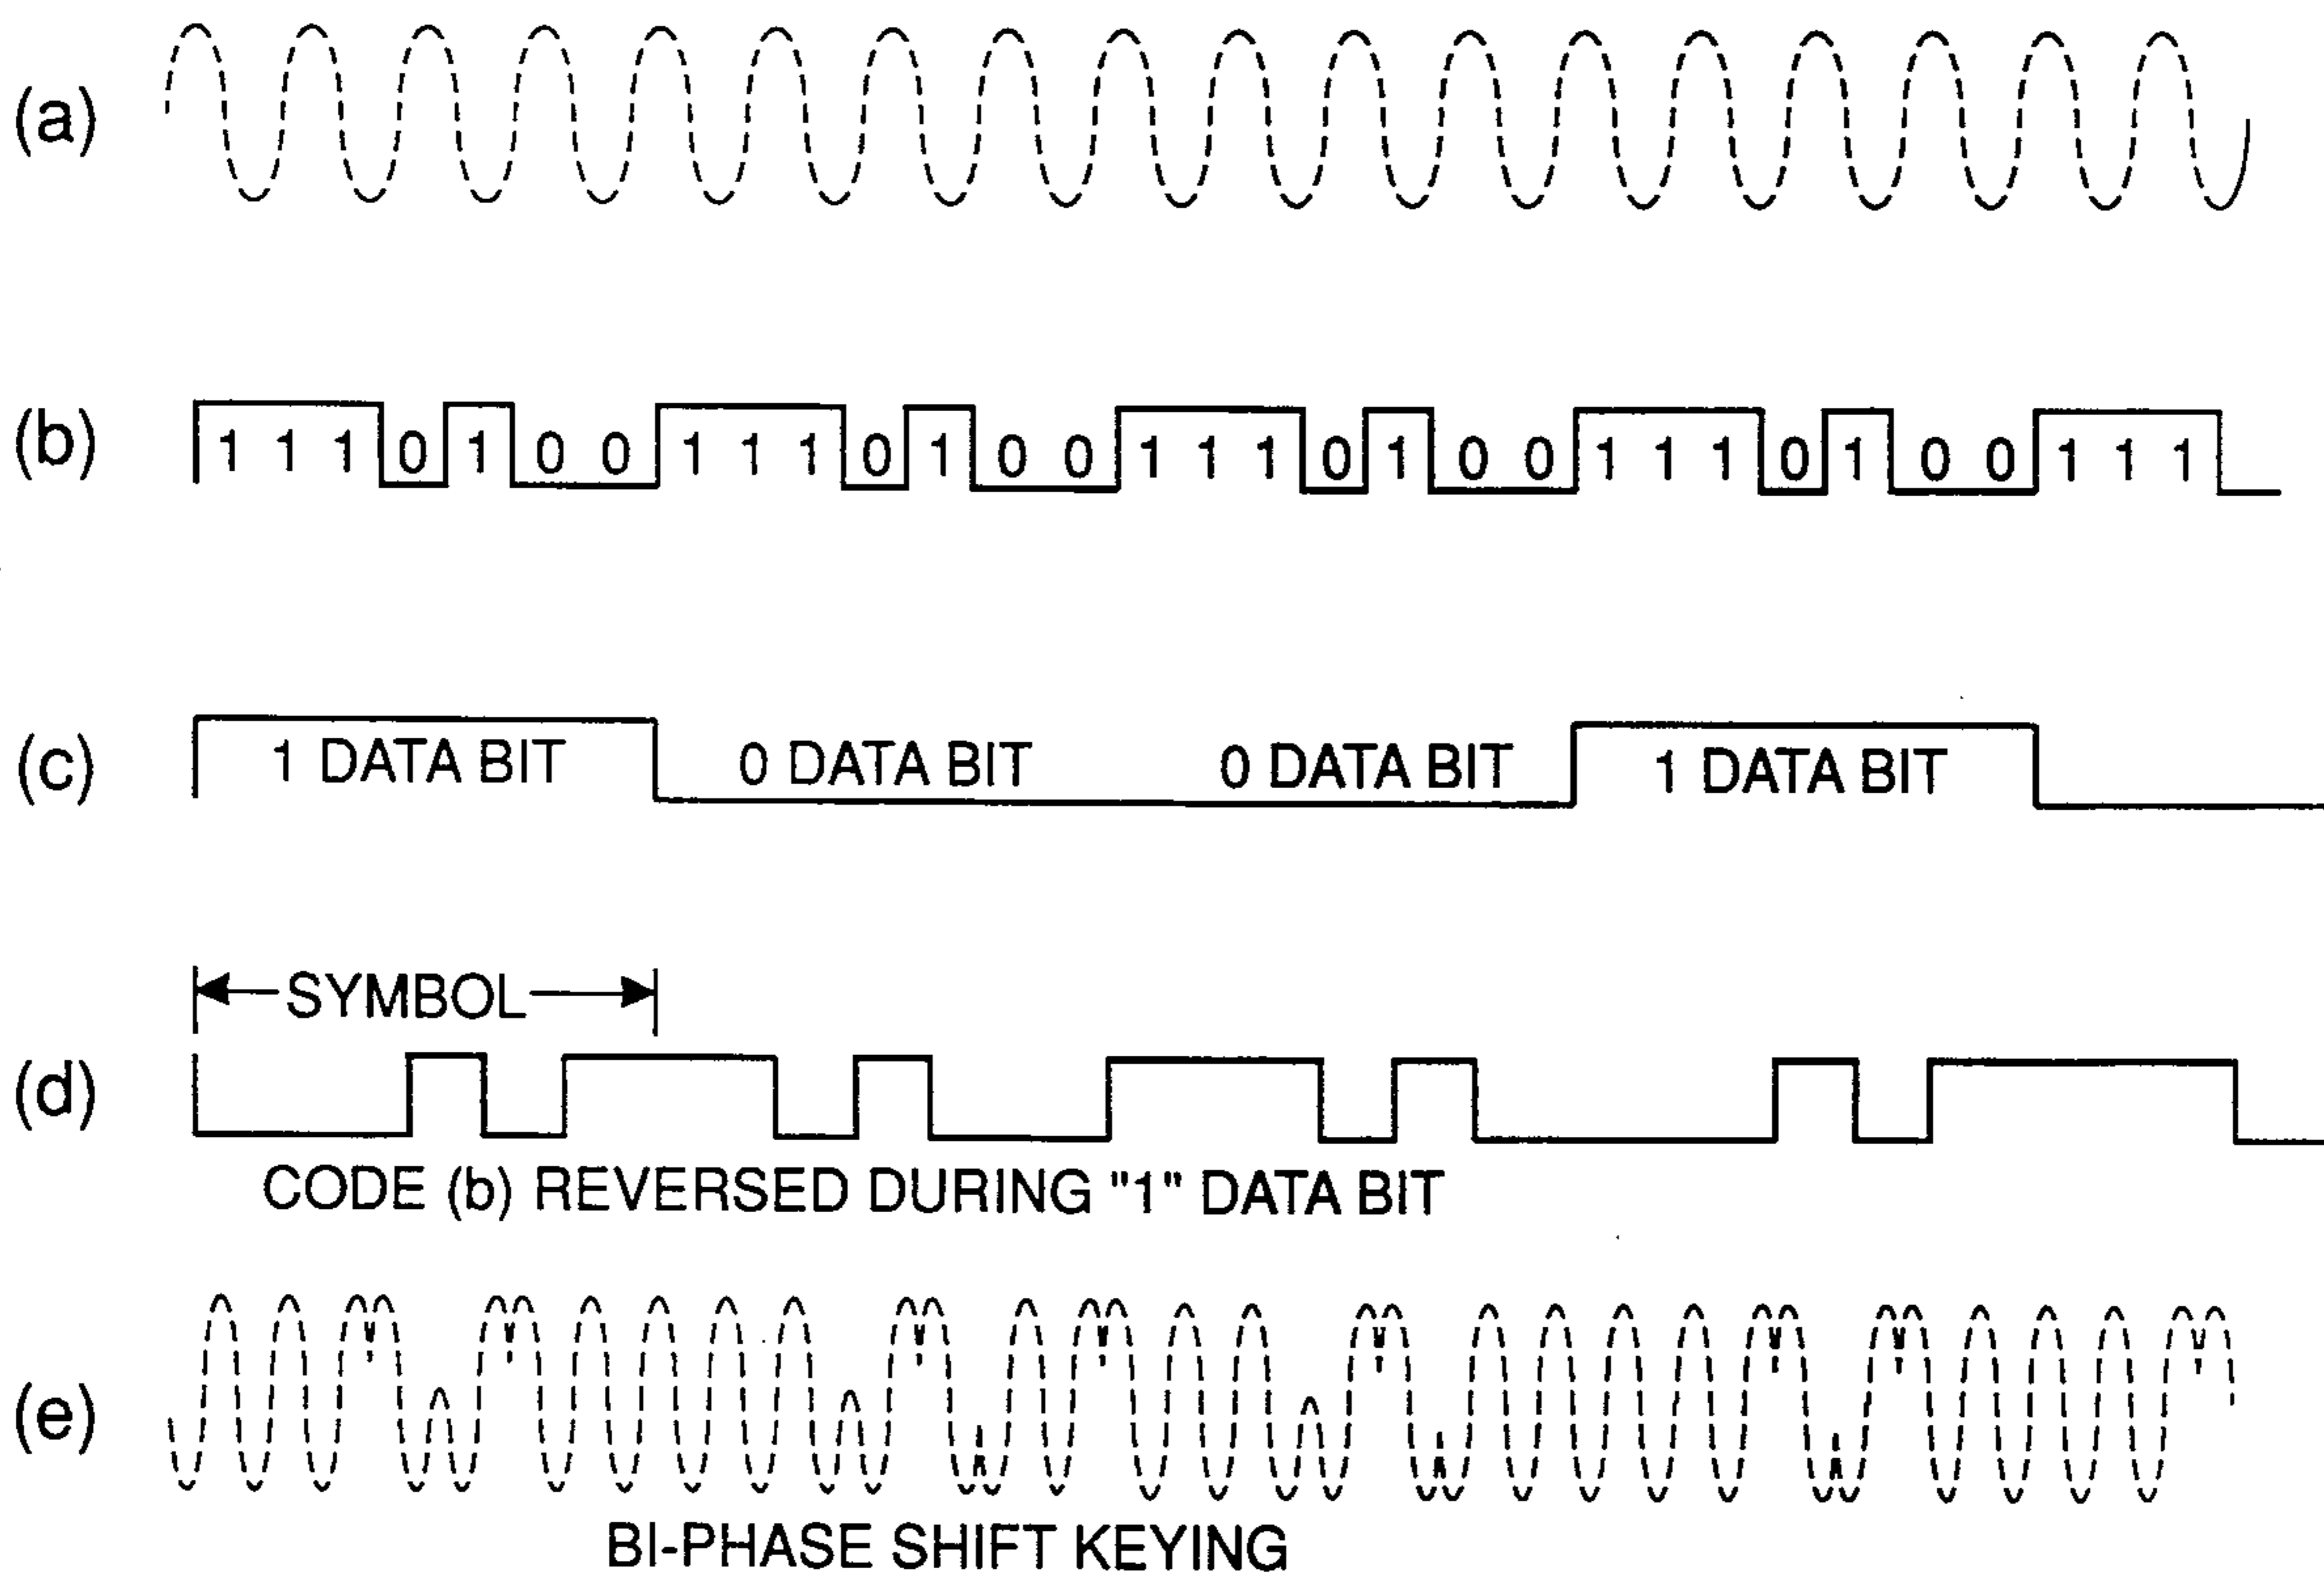 (a)
(b) 1 1 1 0 1 0 0 1 1 1 0 1 0 0 1 1 1 0 1 0 0 1 1 1 0 1 0 0 1 1 1
(c) 1 DATA BIT 0 DATA BIT 0 DATA BIT 1 DATA BIT
SYMBOL
(d)
CODE (b) REVERSED DURING "1" DATA BIT
(e)
BI-PHASE SHIFT KEYING